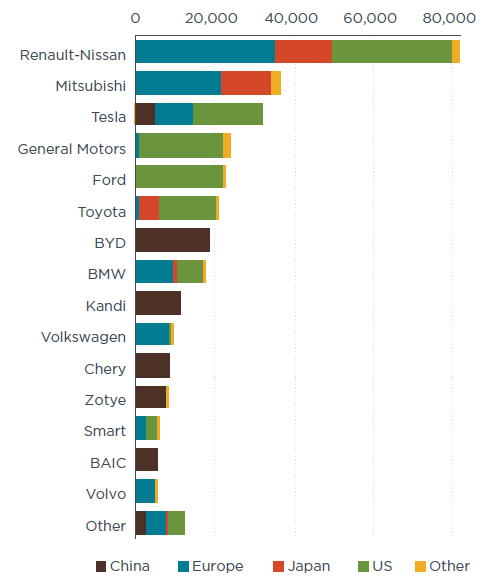 0 20,000 40,000 60,000 80,000
Renault-Nissan
Mitsubishi
Tesla
General Motors
Ford
Toyota
BYD
BMW
Kandi
Volkswagen
Chery
Zotye
Smart
BAIC
Volvo
Other
China Europe Japan US Other